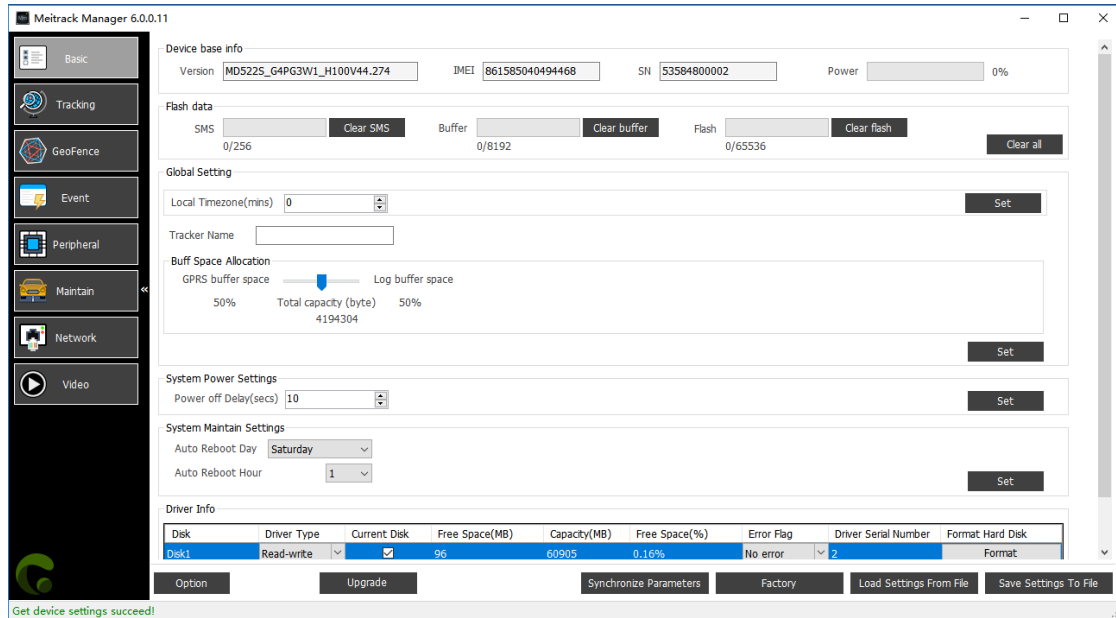 Meitrack Manager 6.0.0.11
Basic
Tracking
GeoFence
Event
Peripheral
Maintain
«
Network
Video
Device base info
Version MD522S_G4PG3W1_H100V44.274 IMEI 861585040494468 SN 53584800002 Power 0%
Flash data
SMS Clear SMS Buffer Clear buffer Flash Clear flash
0/256 0/8192 0/65536 Clear all
Global Setting
Local Timezone(mins) 0 Set
Tracker Name
Buff Space Allocation
GPRS buffer space Log buffer space
50% Total capacity (byte) 50%
4194304
Set
System Power Settings
Power off Delay(secs) 10 Set
System Maintain Settings
Auto Reboot Day Saturday
Auto Reboot Hour 1
Set
Driver Info
Disk Driver Type Current Disk Free Space(MB) Capacity(MB) Free Space(%) Error Flag Driver Serial Number Format Hard Disk
Disk1 Read-write 96 60905 0.16% No error 2 Format
Option Upgrade Synchronize Parameters Factory Load Settings From File Save Settings To File
Get device settings succeed!